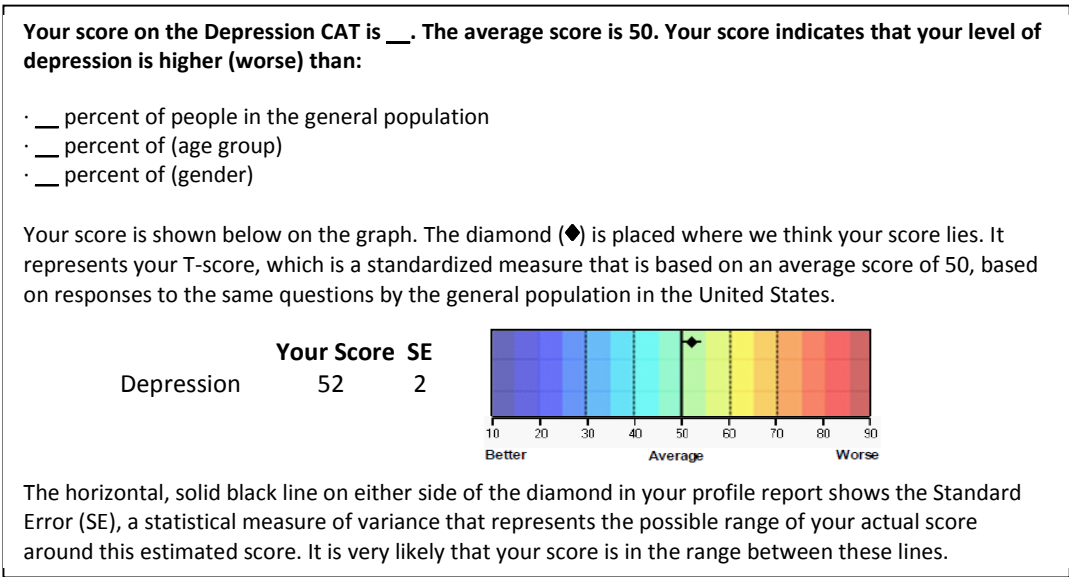 Your score on the Depression CAT is __. The average score is 50. Your score indicates that your level of
depression is higher (worse) than:
· __ percent of people in the general population
· __ percent of (age group)
· __ percent of (gender)
Your score is shown below on the graph. The diamond (◆) is placed where we think your score lies. It
represents your T-score, which is a standardized measure that is based on an average score of 50, based
on responses to the same questions by the general population in the United States.
Your Score SE
Depression 52 2
10 20 30 40 50 60 70 80 90
Better Average Worse
The horizontal, solid black line on either side of the diamond in your profile report shows the Standard
Error (SE), a statistical measure of variance that represents the possible range of your actual score
around this estimated score. It is very likely that your score is in the range between these lines.